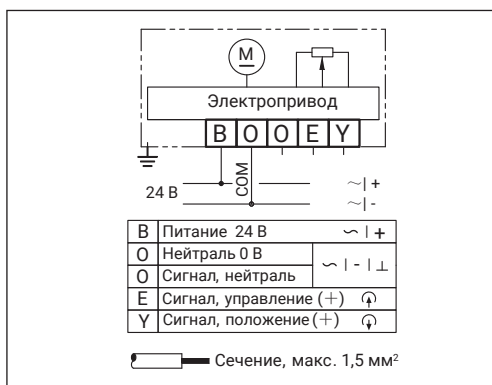 M
Электропривод
B O O E Y
COM
24 В
~| +
~| -
B Питание 24 В ∽ | +
O Нейтраль 0 В
∽ | - | ⊥
O Сигнал, нейтраль
E Сигнал, управление (+)
Y Сигнал, положение (+)
Сечение, макс. 1,5 мм²